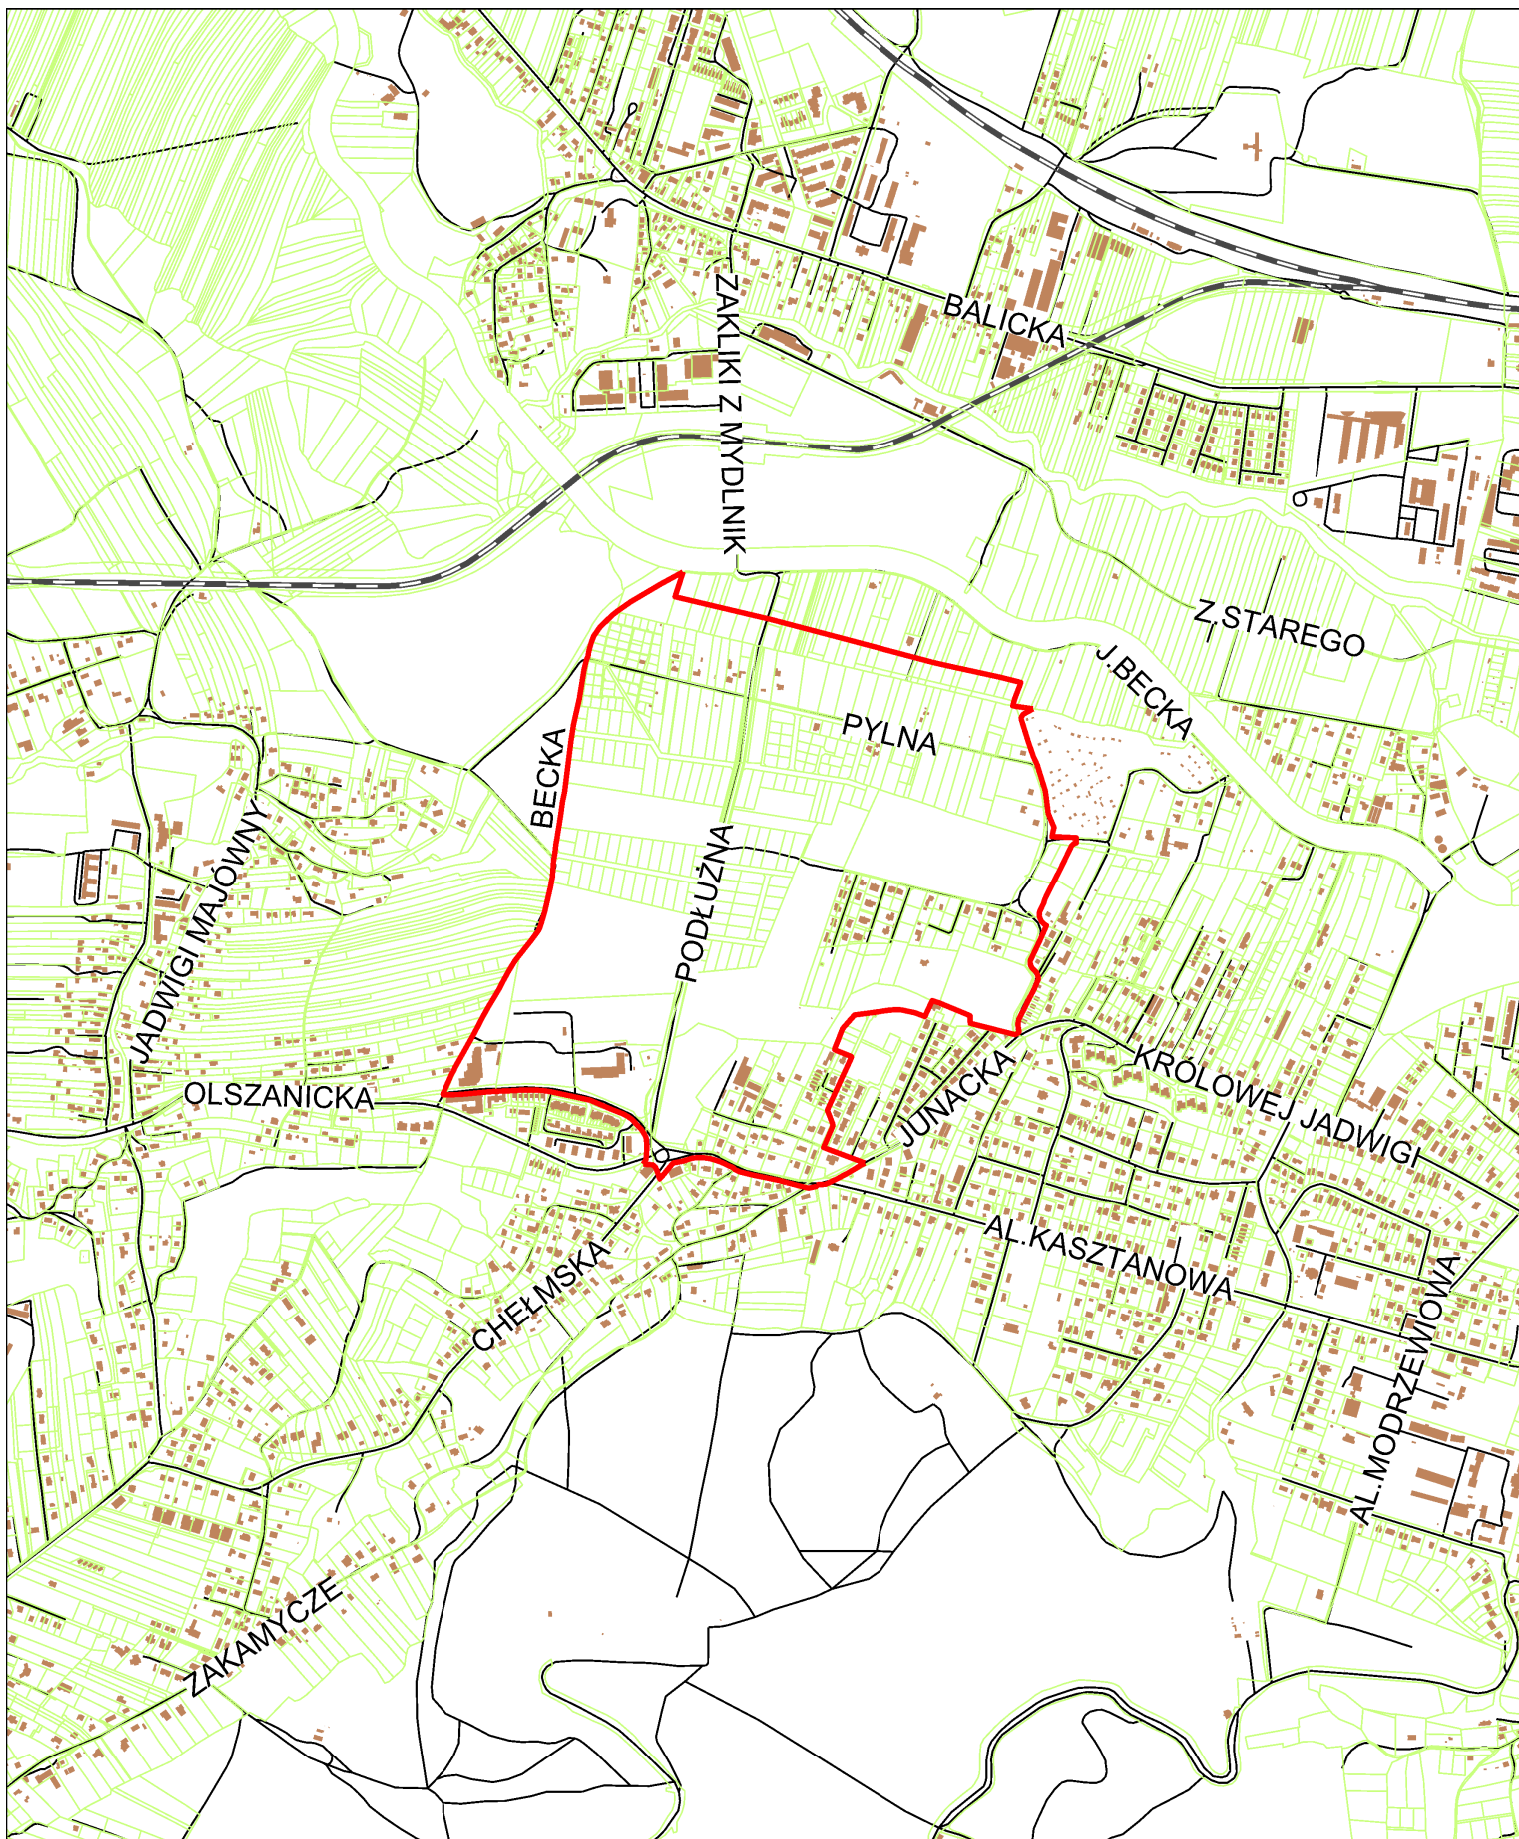 BALICKA
ZAKLIKI Z MYDLNIK
Z.STAREGO
J.BECKA
PYLNA
BECKA
PODŁUŻNA
JADWIGI MAJÓWNY
OLSZANICKA
JUNACKA
KRÓLOWEJ JADWIGI
AL.KASZTANOWA
CHEŁMSKA
AL.MODRZEWIOWA
ZAKAMYCZE